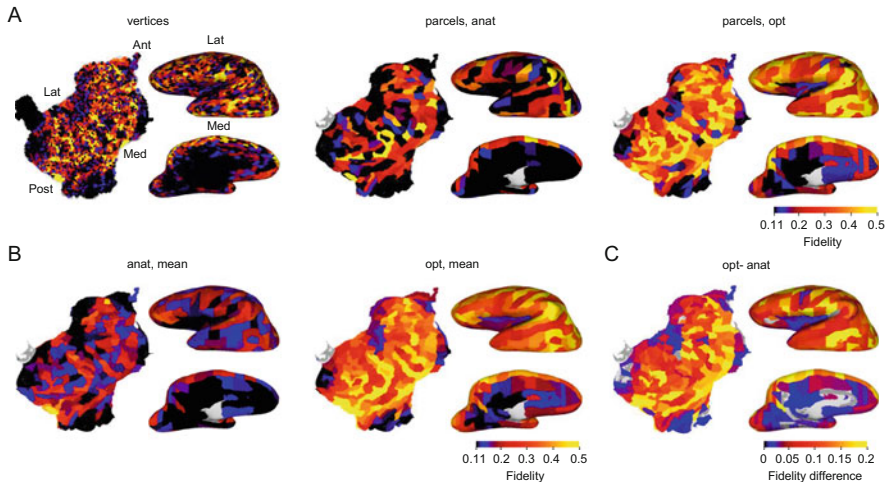 A
vertices
parcels, anat
parcels, opt
Ant
Lat
Lat
Med
Med
Post
0.11 0.2 0.3 0.4 0.5
Fidelity
B
C
anat, mean
opt, mean
opt- anat
0.11 0.2 0.3 0.4 0.5
Fidelity
0 0.05 0.1 0.15 0.2
Fidelity difference